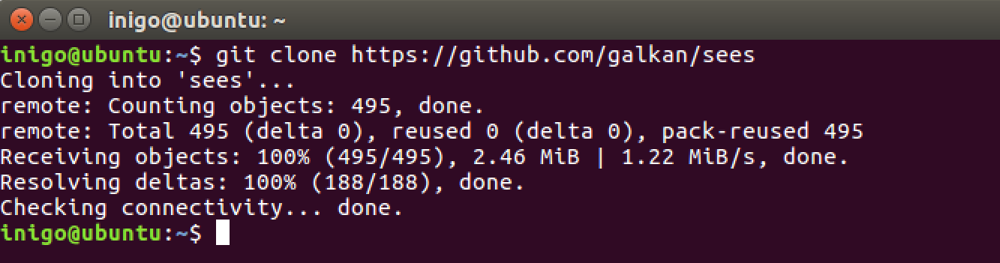 inigo@ubuntu: ~
inigo@ubuntu:~$ git clone https://github.com/galkan/sees
Cloning into 'sees'...
remote: Counting objects: 495, done.
remote: Total 495 (delta 0), reused 0 (delta 0), pack-reused 495
Receiving objects: 100% (495/495), 2.46 MiB | 1.22 MiB/s, done.
Resolving deltas: 100% (188/188), done.
Checking connectivity... done.
inigo@ubuntu:~$